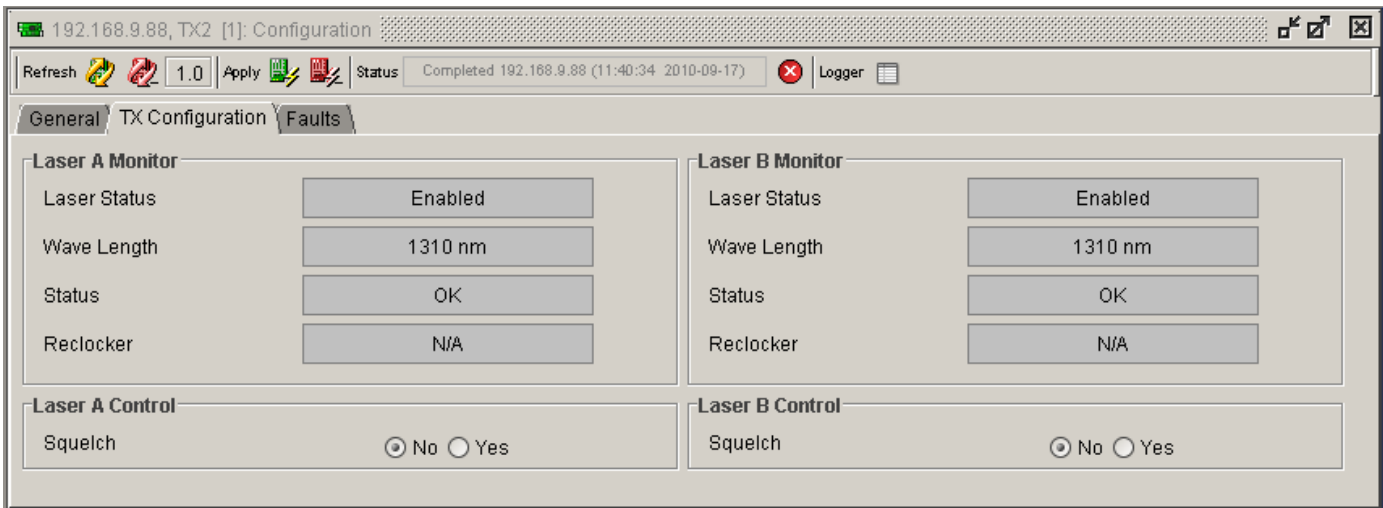 192.168.9.88, TX2 [1]: Configuration
Refresh 1.0 Apply Status Completed 192.168.9.88 (11:40:34 2010-09-17) Logger
General TX Configuration Faults
Laser A Monitor
Laser Status Enabled
Wave Length 1310 nm
Status OK
Reclocker N/A
Laser B Monitor
Laser Status Enabled
Wave Length 1310 nm
Status OK
Reclocker N/A
Laser A Control
Squelch No Yes
Laser B Control
Squelch No Yes